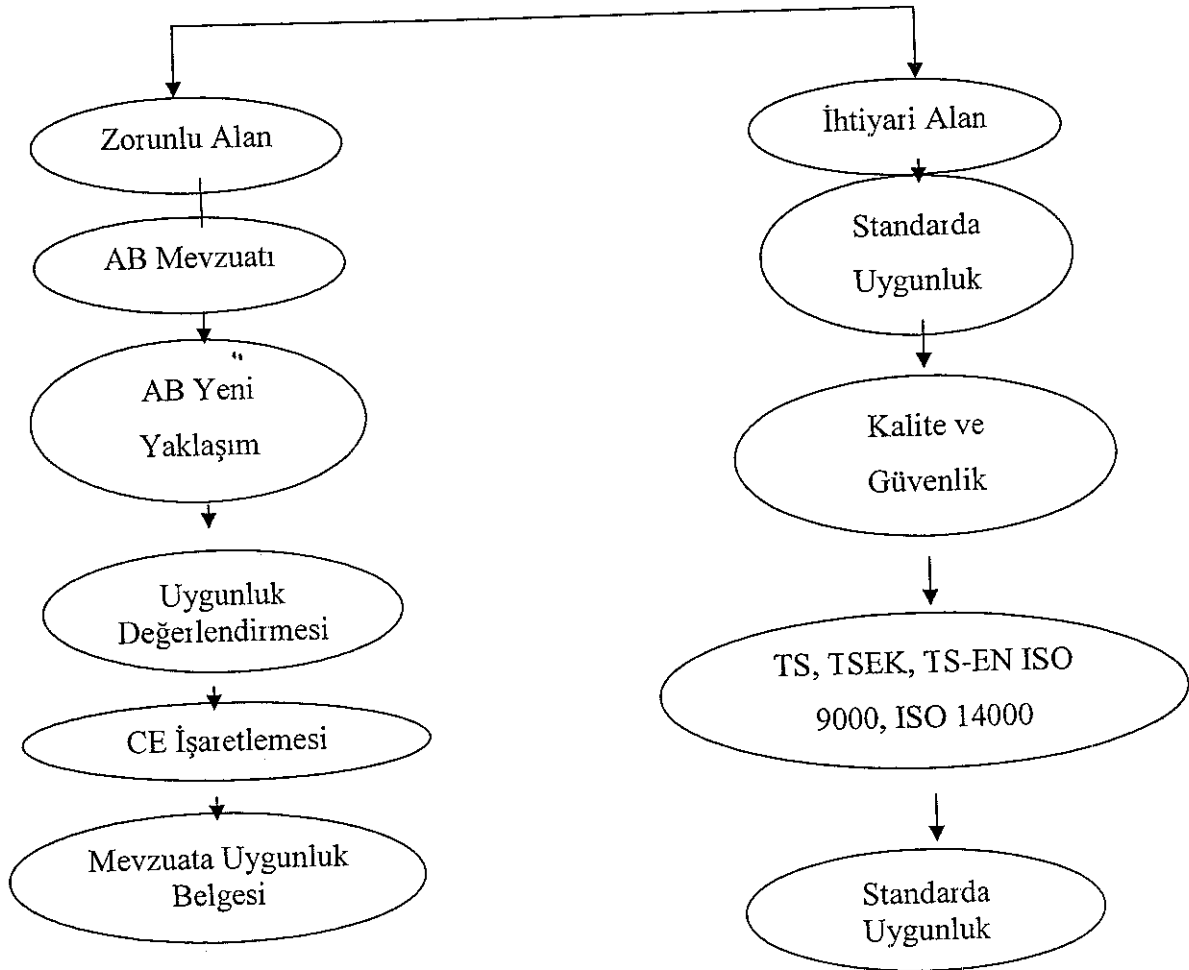 Zorunlu Alan
AB Mevzuatı
AB Yeni
Yaklaşım
Uygunluk
Değerlendirmesi
CE İşaretlemesi
Mevzuata Uygunluk
Belgesi
İhtiyari Alan
Standarda
Uygunluk
Kalite ve
Güvenlik
TS, TSEK, TS-EN ISO
9000, ISO 14000
Standarda
Uygunluk